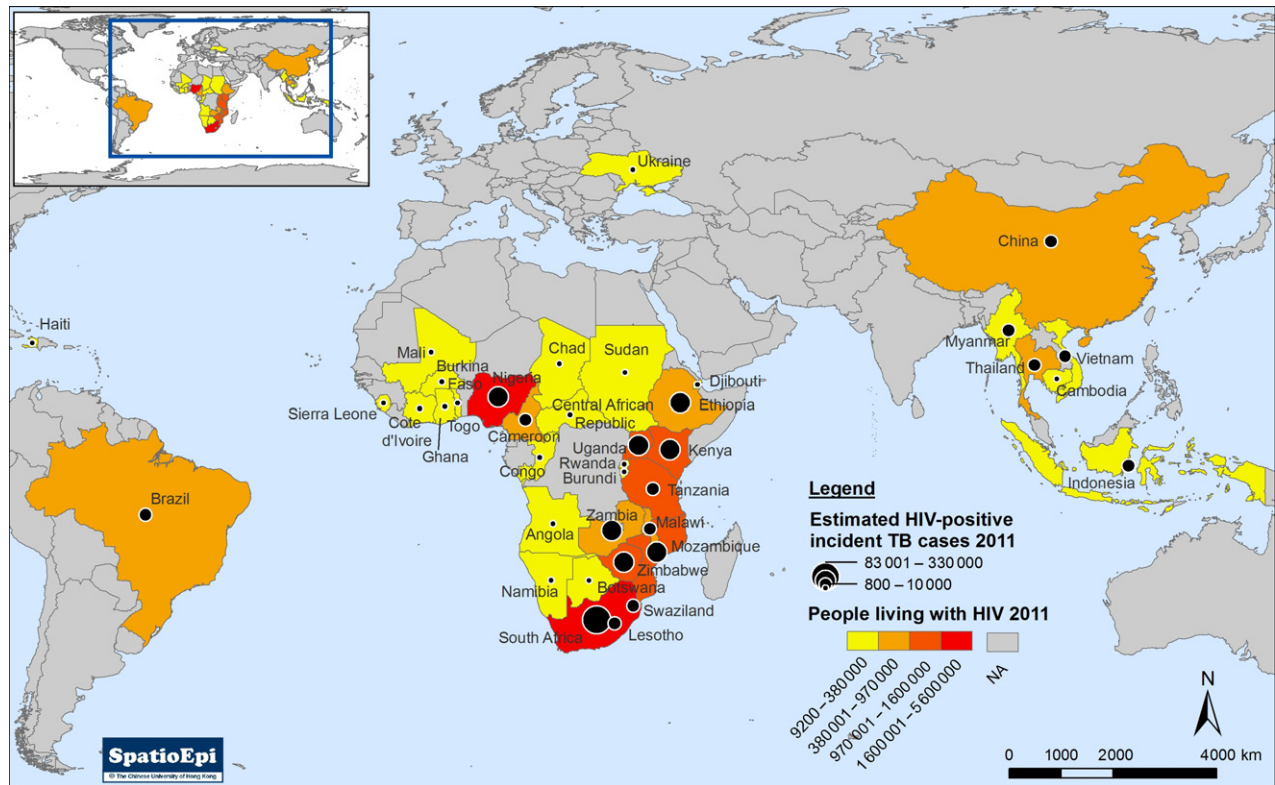 Ukraine
China
Haiti
Mali
Burkina
Faso
Nigeria
Chad
Sudan
Myanmar
Thailand
Vietnam
Cambodia
Djibouti
Sierra Leone
Cote
d'Ivoire
Togo
Ghana
Cameroon
Central African
Republic
Ethiopia
Uganda
Kenya
Congo
Rwanda
Burundi
Tanzania
Indonesia
Brazil
Angola
Zambia
Malawi
Mozambique
Zimbabwe
Namibia
Botswana
Swaziland
South Africa
Lesotho
Legend
Estimated HIV-positive
incident TB cases 2011
83 001 – 330 000
800 – 10 000
People living with HIV 2011
9200 – 380 000
380 001 – 970 000
970 001 – 1600 000
1 600 001 – 5 600 000
NA
N
0 1000 2000 4000 km
SpatioEpi
© The Chinese University of Hong Kong